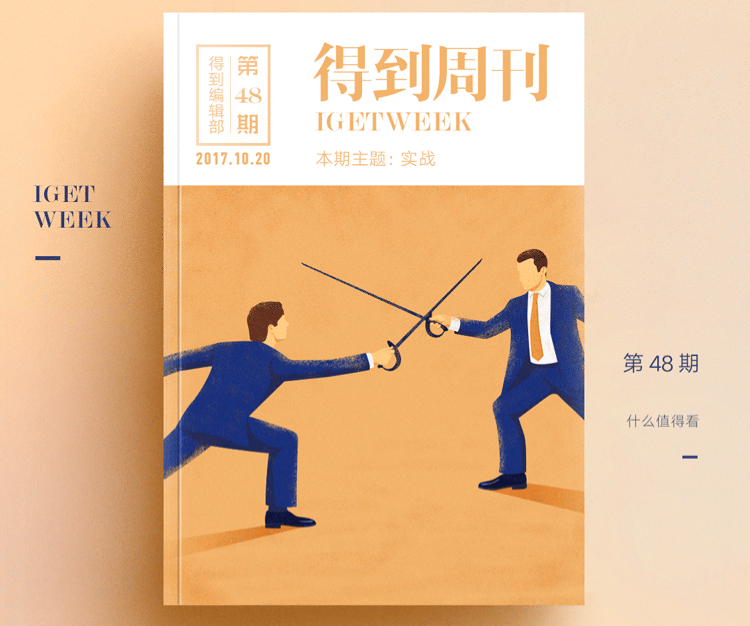 得到编辑部
第
48
期
2017.10.20
得到周刊
IGETWEEK
本期主题：实战
IGET
WEEK
第 48 期
什么值得看